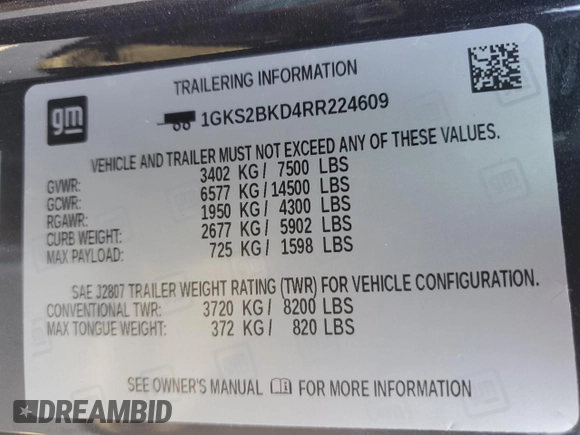 gm
TRAILERING INFORMATION
1GKS2BKD4RR224609
VEHICLE AND TRAILER MUST NOT EXCEED ANY OF THESE VALUES.
GVWR: 3402 KG/ 7500 LBS
GCWR: 6577 KG/14500 LBS
RGAWR: 1950 KG/ 4300 LBS
CURB WEIGHT: 2677 KG/ 5902 LBS
MAX PAYLOAD: 725 KG/ 1598 LBS
SAE J2807 TRAILER WEIGHT RATING (TWR) FOR VEHICLE CONFIGURATION.
CONVENTIONAL TWR: 3720 KG/ 8200 LBS
MAX TONGUE WEIGHT: 372 KG/ 820 LBS
SEE OWNER'S MANUAL FOR MORE INFORMATION
DREAMBID